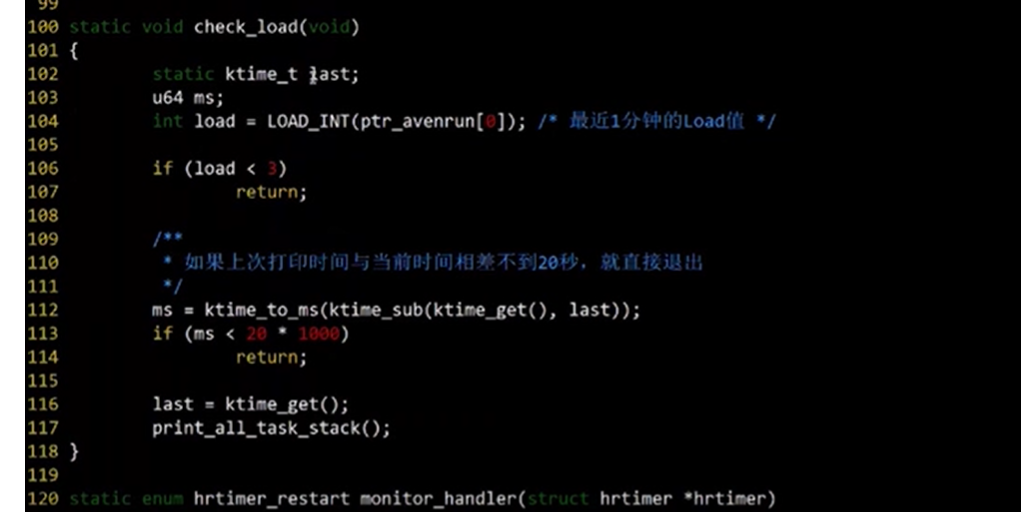 99
100 static void check_load(void)
101 {
102         static ktime_t last;
103         u64 ms;
104         int load = LOAD_INT(ptr_avenrun[0]); /* 最近1分钟的Load值 */
105
106         if (load < 3)
107                 return;
108
109         /**
110          * 如果上次打印时间与当前时间相差不到20秒，就直接退出
111          */
112         ms = ktime_to_ms(ktime_sub(ktime_get(), last));
113         if (ms < 20 * 1000)
114                 return;
115
116         last = ktime_get();
117         print_all_task_stack();
118 }
119
120 static enum hrtimer_restart monitor_handler(struct hrtimer *hrtimer)